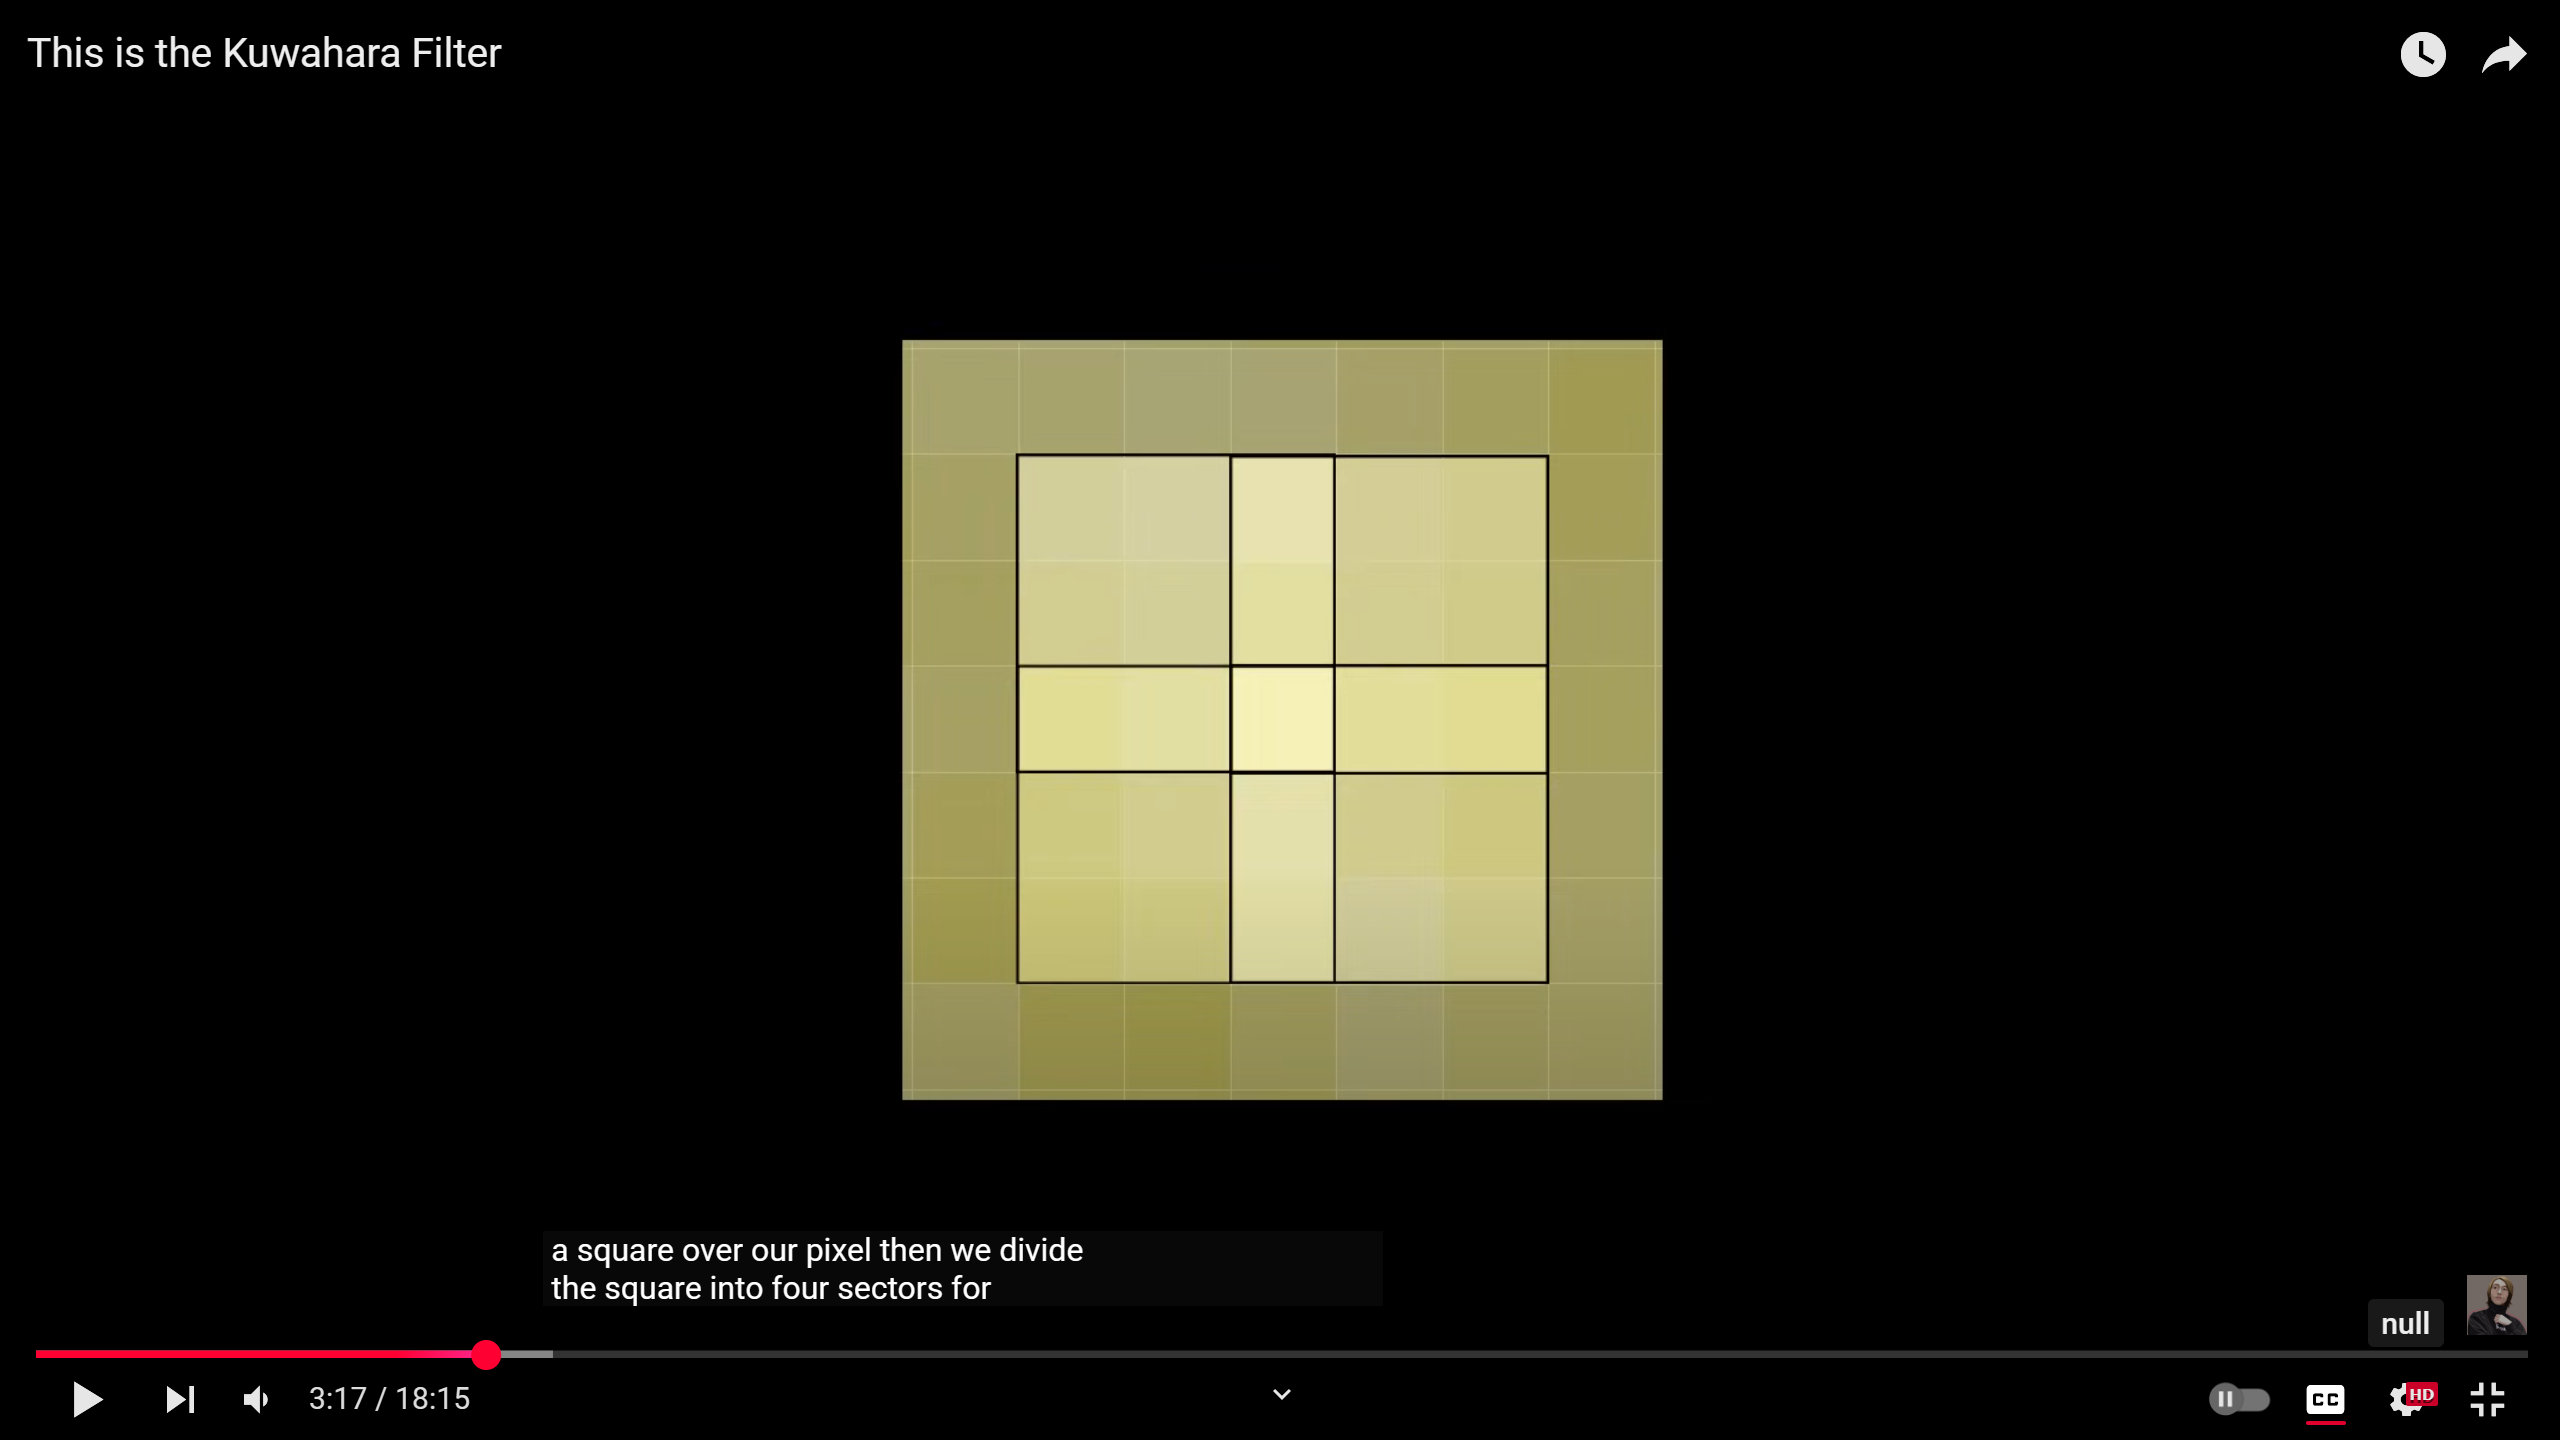 This is the Kuwahara Filter
a square over our pixel then we divide
the square into four sectors for
null
3:17 / 18:15
CC
HD